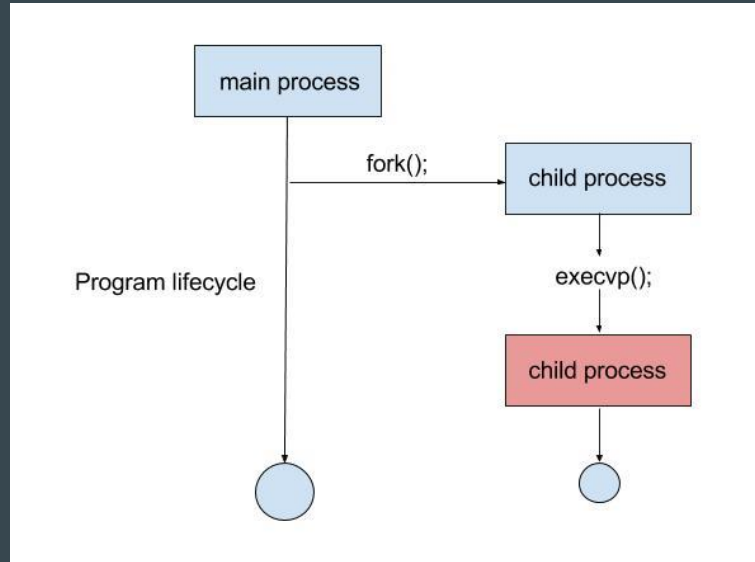 main process
fork();
child process
Program lifecycle
execvp();
child process